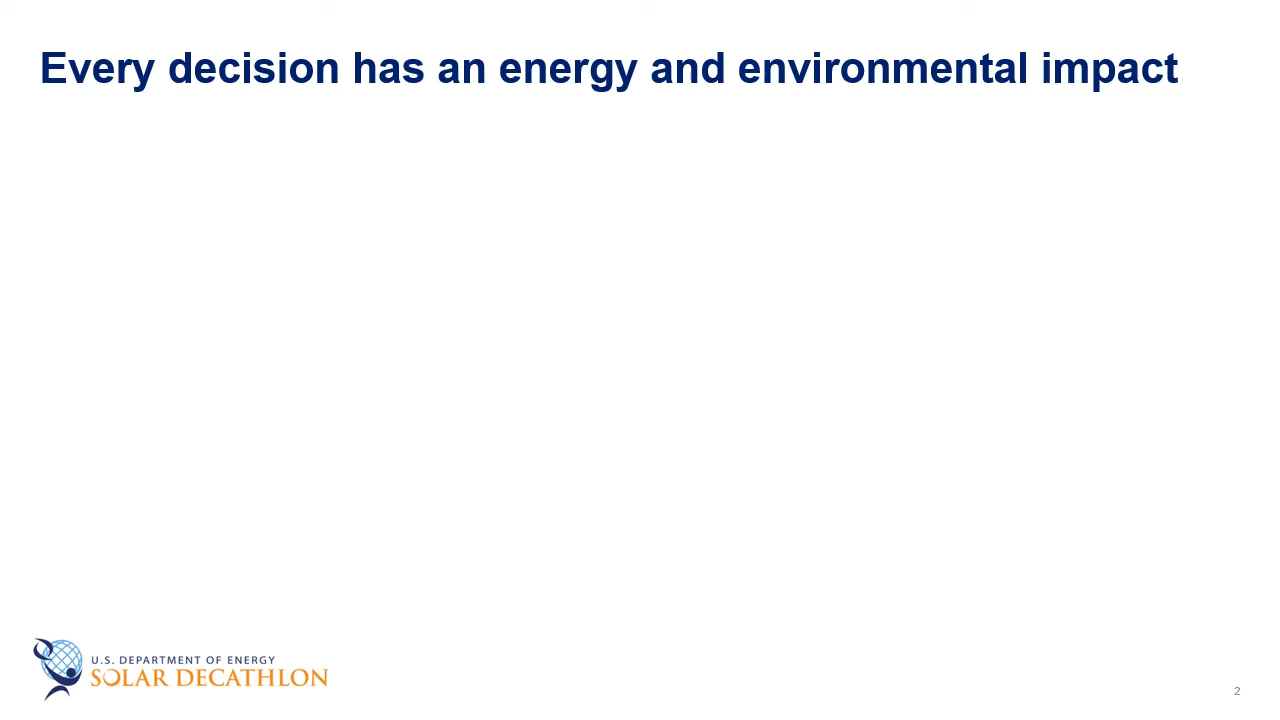 Every decision has an energy and environmental impact
U.S. DEPARTMENT OF ENERGY
SOLAR DECATHLON
2